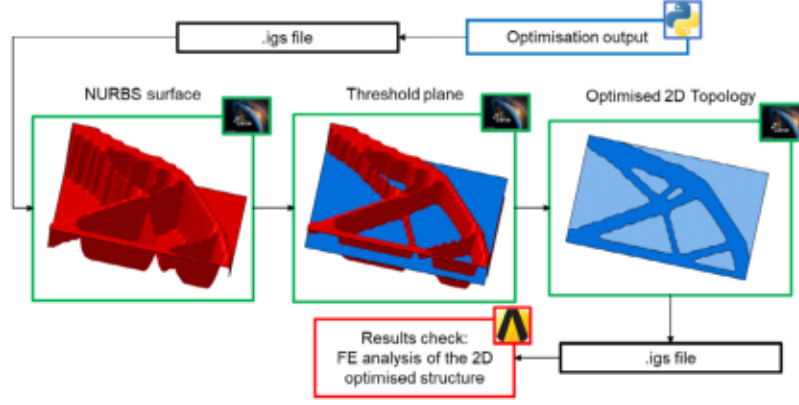 .igs file
Optimisation output
NURBS surface
Threshold plane
Optimised 2D Topology
Results check:
FE analysis of the 2D
optimised structure
.igs file